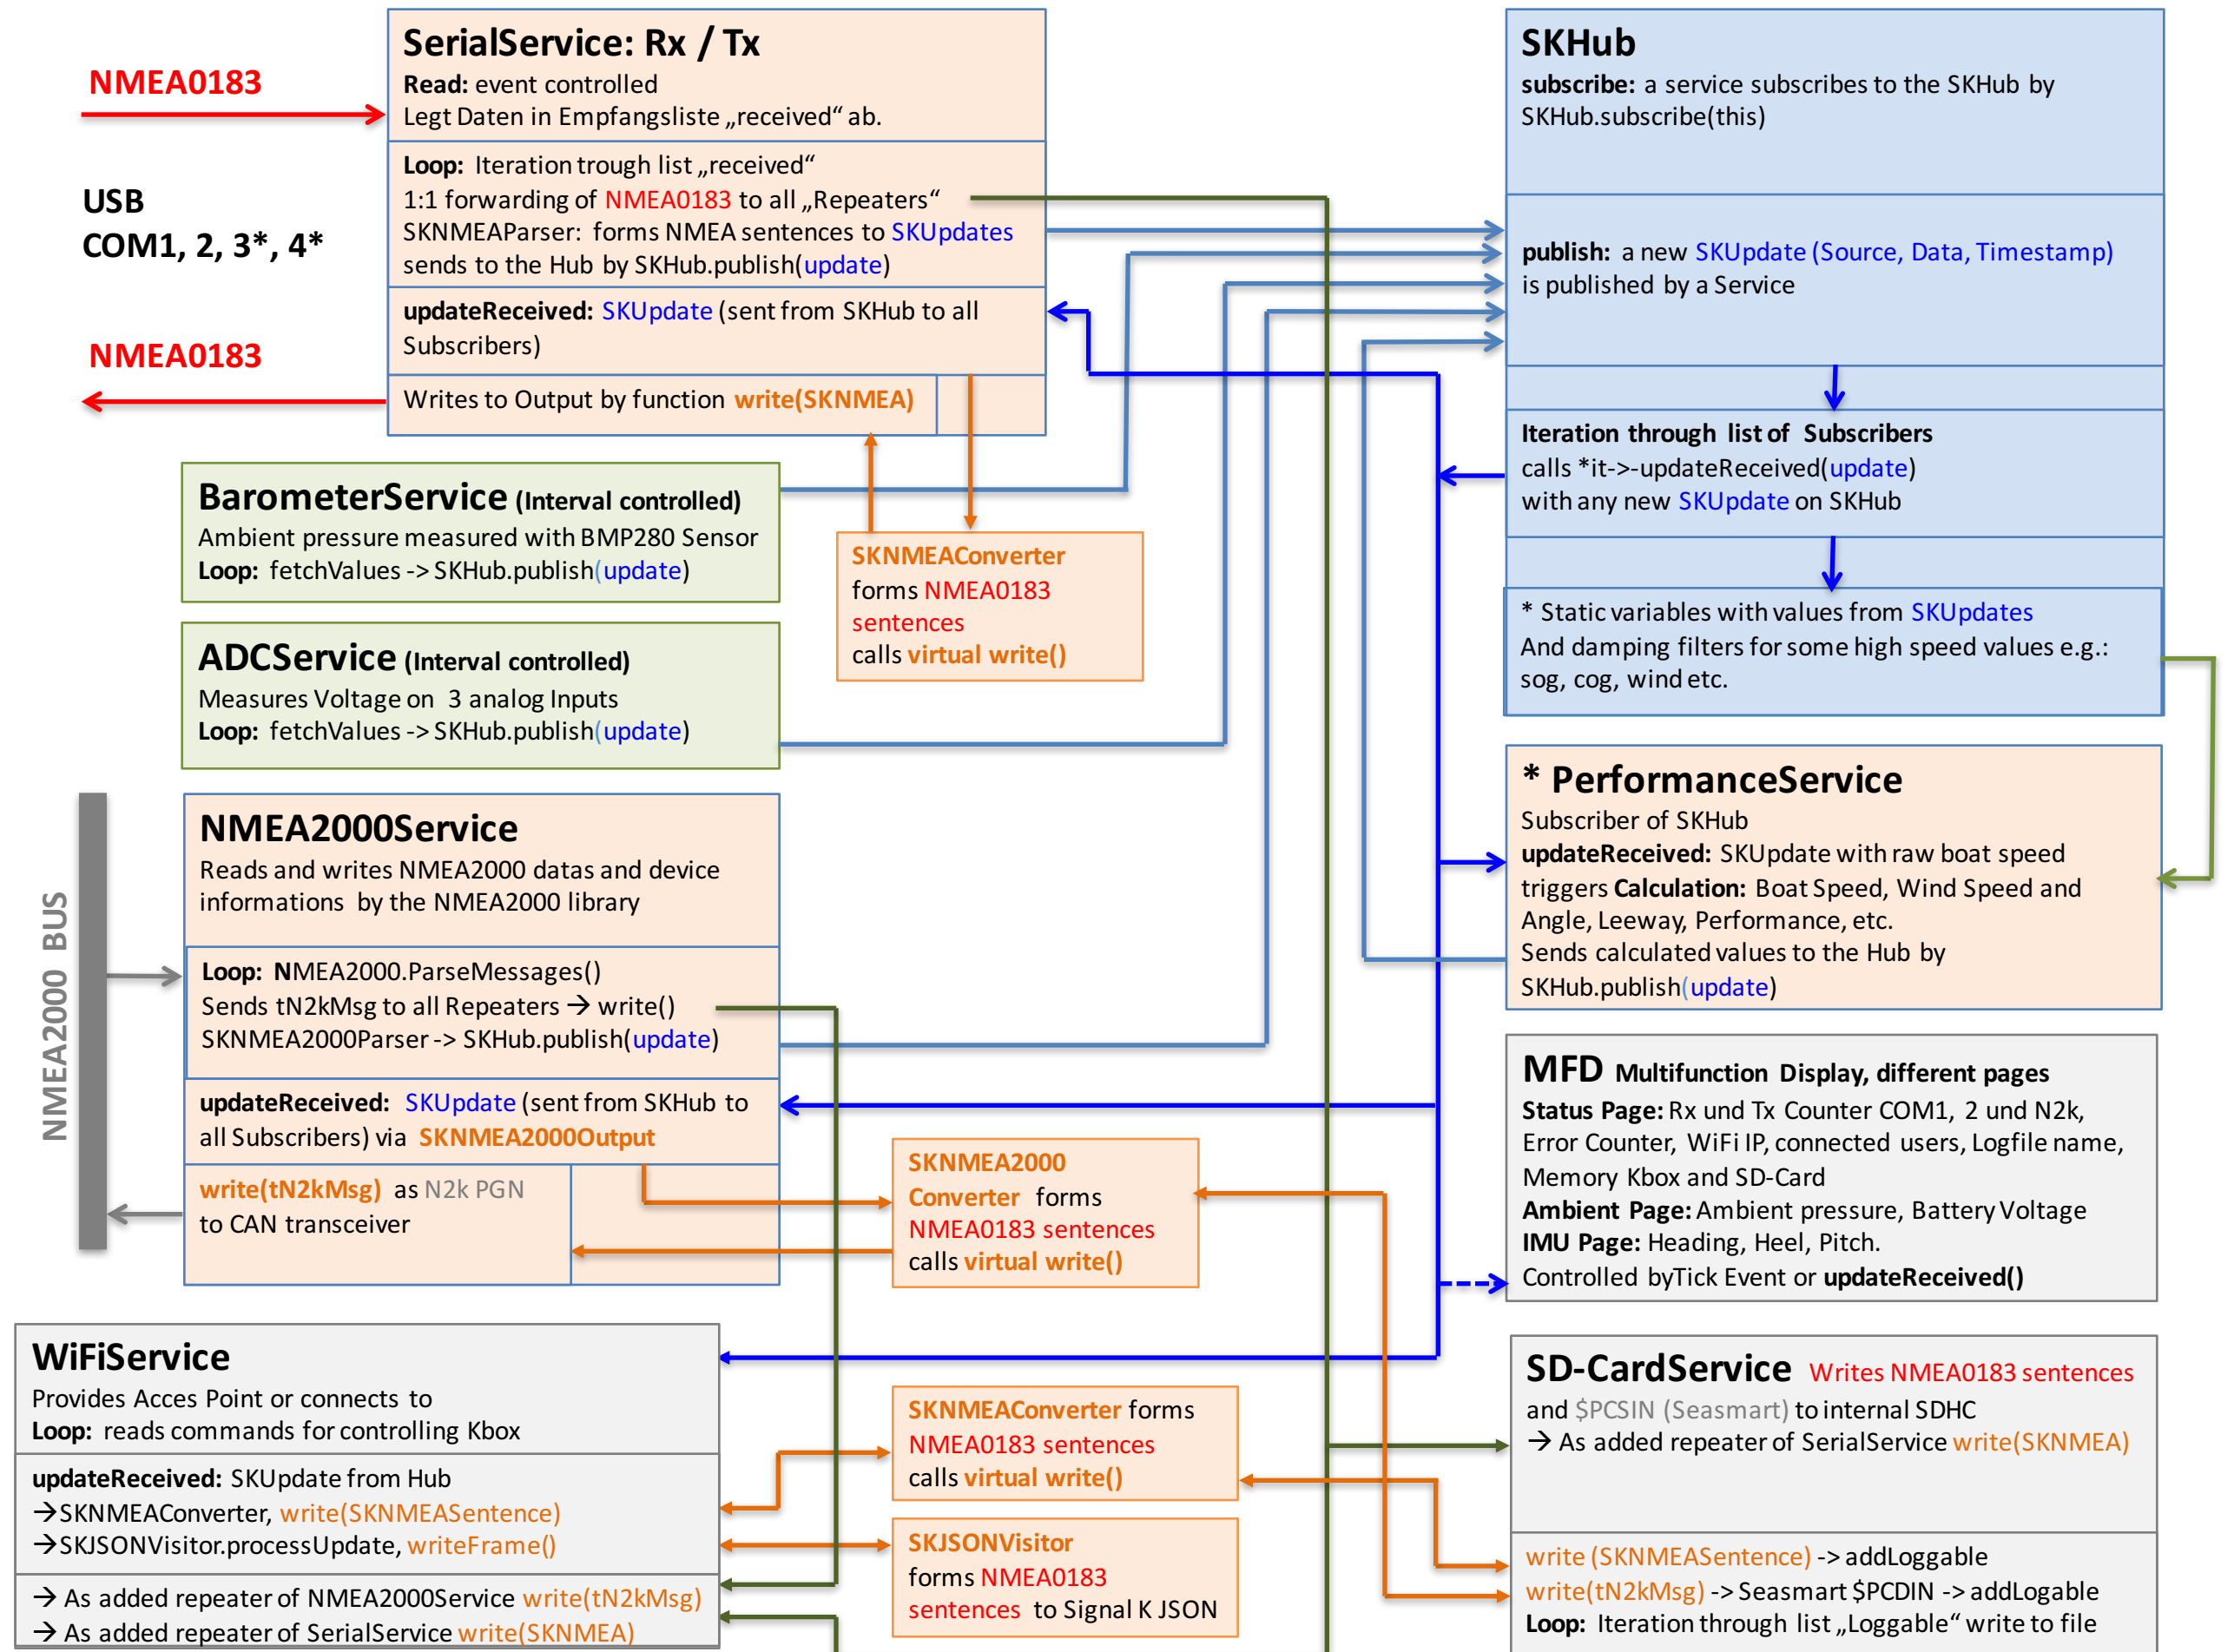 NMEA0183
USB
COM1, 2, 3*, 4*
NMEA0183
SerialService: Rx / Tx
Read: event controlled
Legt Daten in Empfangsliste „received“ ab.
Loop: Iteration trough list „received“
1:1 forwarding of NMEA0183 to all „Repeaters“
SKNMEAParser: forms NMEA sentences to SKUpdates
sends to the Hub by SKHub.publish(update)
updateReceived: SKUpdate (sent from SKHub to all
Subscribers)
Writes to Output by function write(SKNMEA)
SKHub
subscribe: a service subscribes to the SKHub by
SKHub.subscribe(this)
publish: a new SKUpdate (Source, Data, Timestamp)
is published by a Service
Iteration through list of Subscribers
calls *it->-updateReceived(update)
with any new SKUpdate on SKHub
* Static variables with values from SKUpdates
And damping filters for some high speed values e.g.:
sog, cog, wind etc.
BarometerService (Interval controlled)
Ambient pressure measured with BMP280 Sensor
Loop: fetchValues -> SKHub.publish(update)
SKNMEAConverter
forms NMEA0183
sentences
calls virtual write()
ADCService (Interval controlled)
Measures Voltage on 3 analog Inputs
Loop: fetchValues -> SKHub.publish(update)
* PerformanceService
Subscriber of SKHub
updateReceived: SKUpdate with raw boat speed
triggers Calculation: Boat Speed, Wind Speed and
Angle, Leeway, Performance, etc.
Sends calculated values to the Hub by
SKHub.publish(update)
NMEA2000 BUS
NMEA2000Service
Reads and writes NMEA2000 datas and device
informations by the NMEA2000 library
Loop: NMEA2000.ParseMessages()
Sends tN2kMsg to all Repeaters → write()
SKNMEA2000Parser -> SKHub.publish(update)
updateReceived: SKUpdate (sent from SKHub to
all Subscribers) via SKNMEA2000Output
write(tN2kMsg) as N2k PGN
to CAN transceiver
SKNMEA2000
Converter forms
NMEA0183 sentences
calls virtual write()
MFD Multifunction Display, different pages
Status Page: Rx und Tx Counter COM1, 2 und N2k,
Error Counter, WiFi IP, connected users, Logfile name,
Memory Kbox and SD-Card
Ambient Page: Ambient pressure, Battery Voltage
IMU Page: Heading, Heel, Pitch.
Controlled byTick Event or updateReceived()
WiFiService
Provides Acces Point or connects to
Loop: reads commands for controlling Kbox
updateReceived: SKUpdate from Hub
→SKNMEAConverter, write(SKNMEASentence)
→SKJSONVisitor.processUpdate, writeFrame()
→ As added repeater of NMEA2000Service write(tN2kMsg)
→ As added repeater of SerialService write(SKNMEA)
SKNMEAConverter forms
NMEA0183 sentences
calls virtual write()
SKJSONVisitor
forms NMEA0183
sentences to Signal K JSON
SD-CardService Writes NMEA0183 sentences
and $PCSIN (Seasmart) to internal SDHC
→ As added repeater of SerialService write(SKNMEA)
write (SKNMEASentence) -> addLoggable
write(tN2kMsg) -> Seasmart $PCDIN -> addLogable
Loop: Iteration through list „Loggable“ write to file